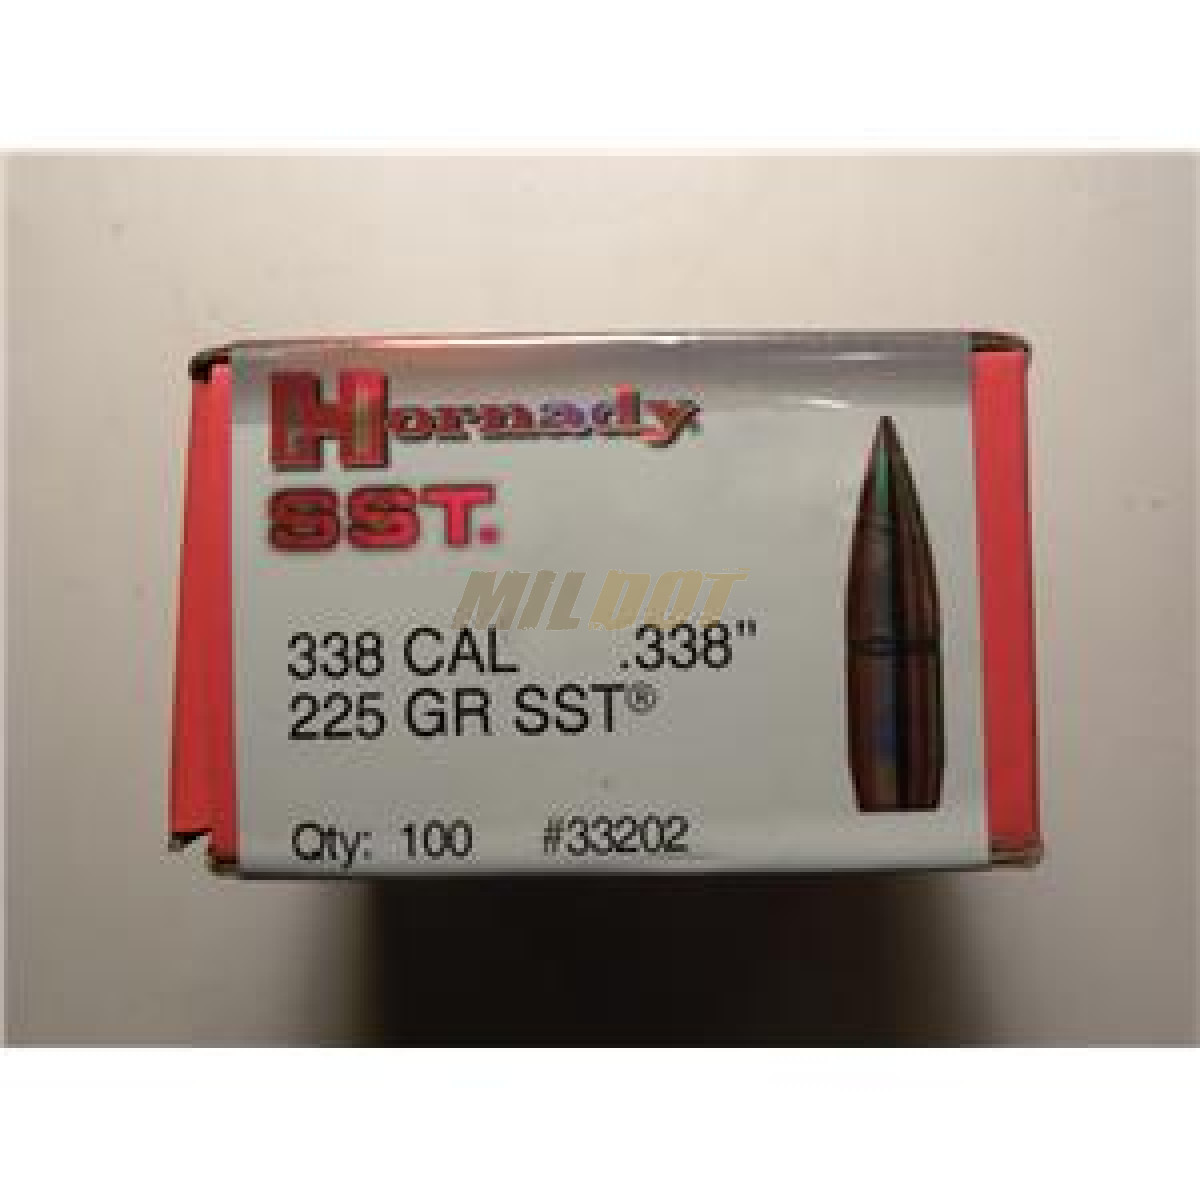 Hornady
SST.
MILDOT
338 CAL .338"
225 GR SST®
Qty: 100 #33202